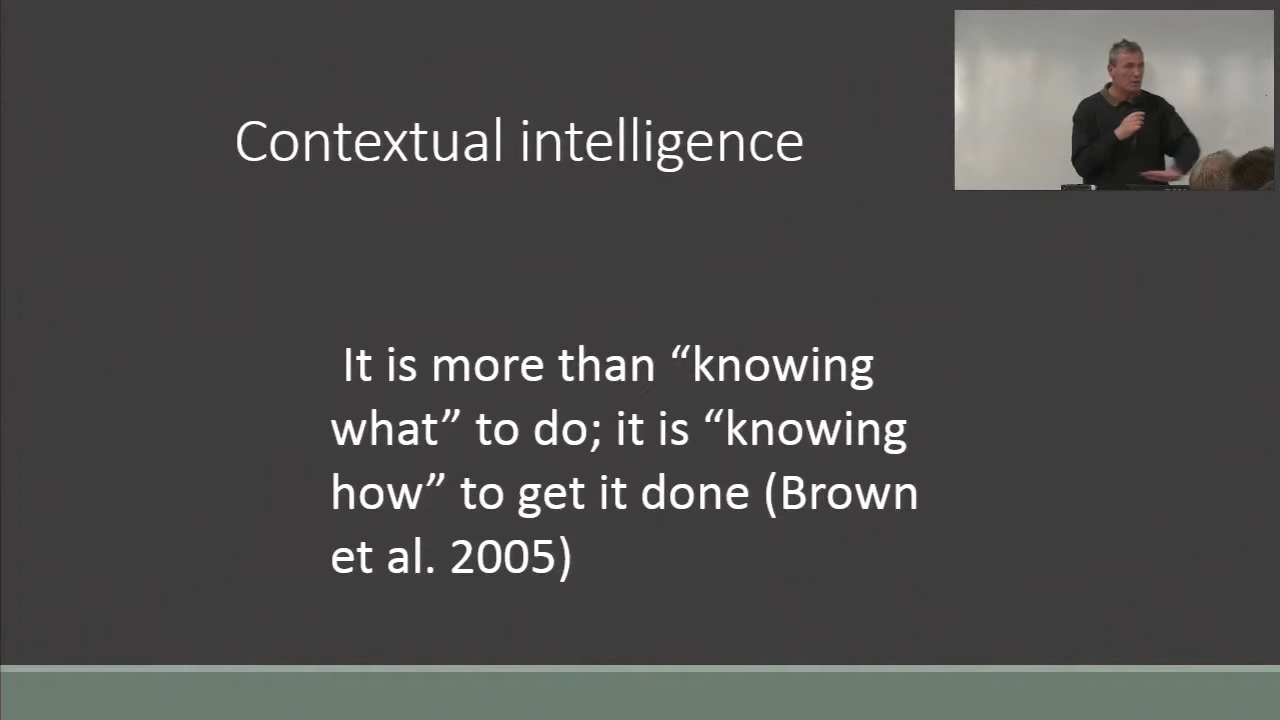 Contextual intelligence
It is more than “knowing
what” to do; it is “knowing
how” to get it done (Brown
et al. 2005)